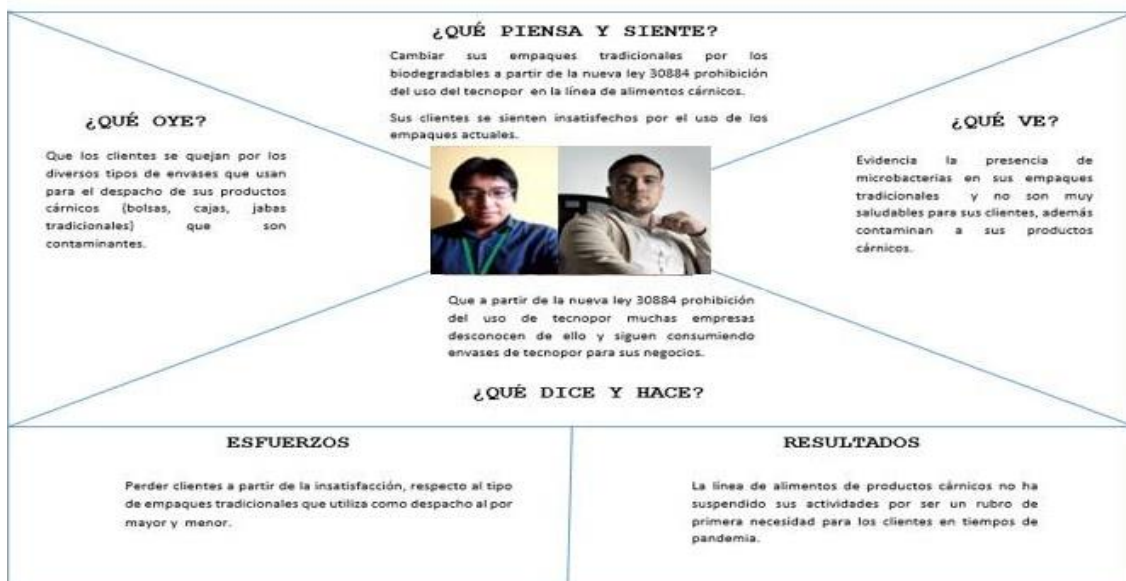 ¿QUÉ PIENSA Y SIENTE?
Cambiar sus empaques tradicionales por los
biodegradables a partir de la nueva ley 30884 prohibición
del uso del tecnopor en la línea de alimentos cárnicos.
Sus clientes se sienten insatisfechos por el uso de los
empaques actuales.
¿QUÉ OYE?
Que los clientes se quejan por los
diversos tipos de envases que usan
para el despacho de sus productos
cárnicos (bolsas, cajas, jabas
tradicionales) que son
contaminantes.
¿QUÉ VE?
Evidencia la presencia de
microbacterias en sus empaques
tradicionales y no son muy
saludables para sus clientes, además
contaminan a sus productos
cárnicos.
Que a partir de la nueva ley 30884 prohibición
del uso de tecnopor muchas empresas
desconocen de ello y siguen consumiendo
envases de tecnopor para sus negocios.
¿QUÉ DICE Y HACE?
ESFUERZOS
Perder clientes a partir de la insatisfacción, respecto al tipo
de empaques tradicionales que utiliza como despacho al por
mayor y menor.
RESULTADOS
La línea de alimentos de productos cárnicos no ha
suspendido sus actividades por ser un rubro de
primera necesidad para los clientes en tiempos de
pandemia.